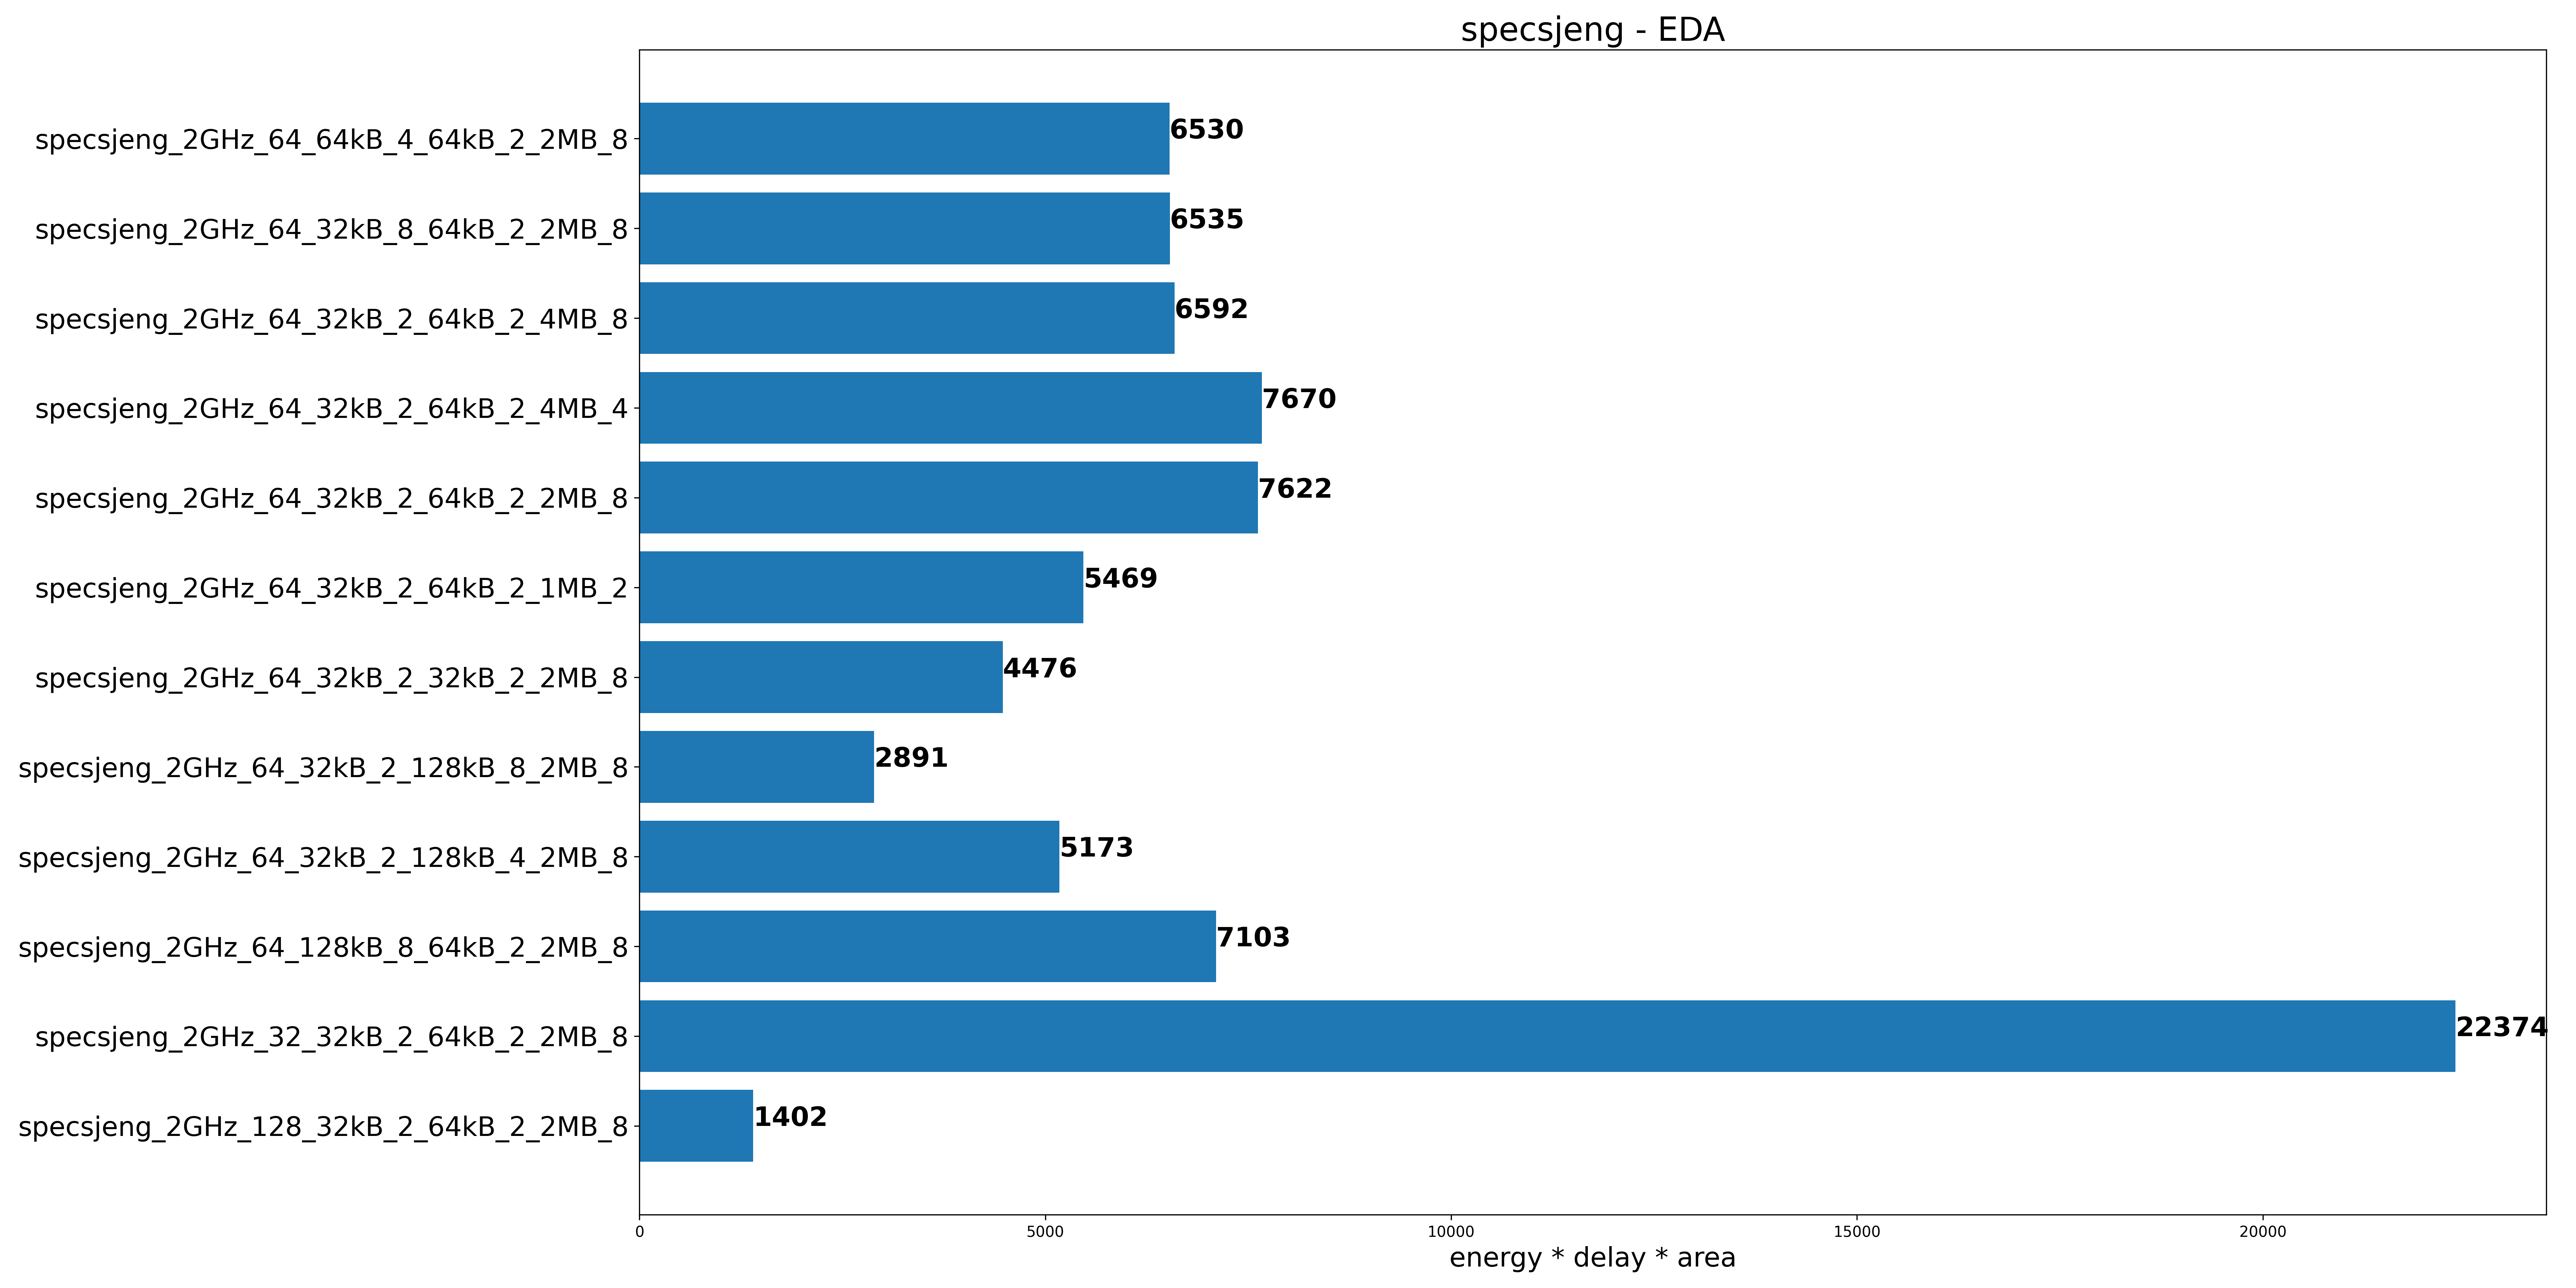 specsjeng - EDA
specsjeng_2GHz_64_64kB_4_64kB_2_2MB_8
6530
specsjeng_2GHz_64_32kB_8_64kB_2_2MB_8
6535
specsjeng_2GHz_64_32kB_2_64kB_2_4MB_8
6592
specsjeng_2GHz_64_32kB_2_64kB_2_4MB_4
7670
specsjeng_2GHz_64_32kB_2_64kB_2_2MB_8
7622
specsjeng_2GHz_64_32kB_2_64kB_2_1MB_2
5469
specsjeng_2GHz_64_32kB_2_32kB_2_2MB_8
4476
specsjeng_2GHz_64_32kB_2_128kB_8_2MB_8
2891
specsjeng_2GHz_64_32kB_2_128kB_4_2MB_8
5173
specsjeng_2GHz_64_128kB_8_64kB_2_2MB_8
7103
specsjeng_2GHz_32_32kB_2_64kB_2_2MB_8
22374
specsjeng_2GHz_128_32kB_2_64kB_2_2MB_8
1402
0 5000 10000 15000 20000
energy * delay * area